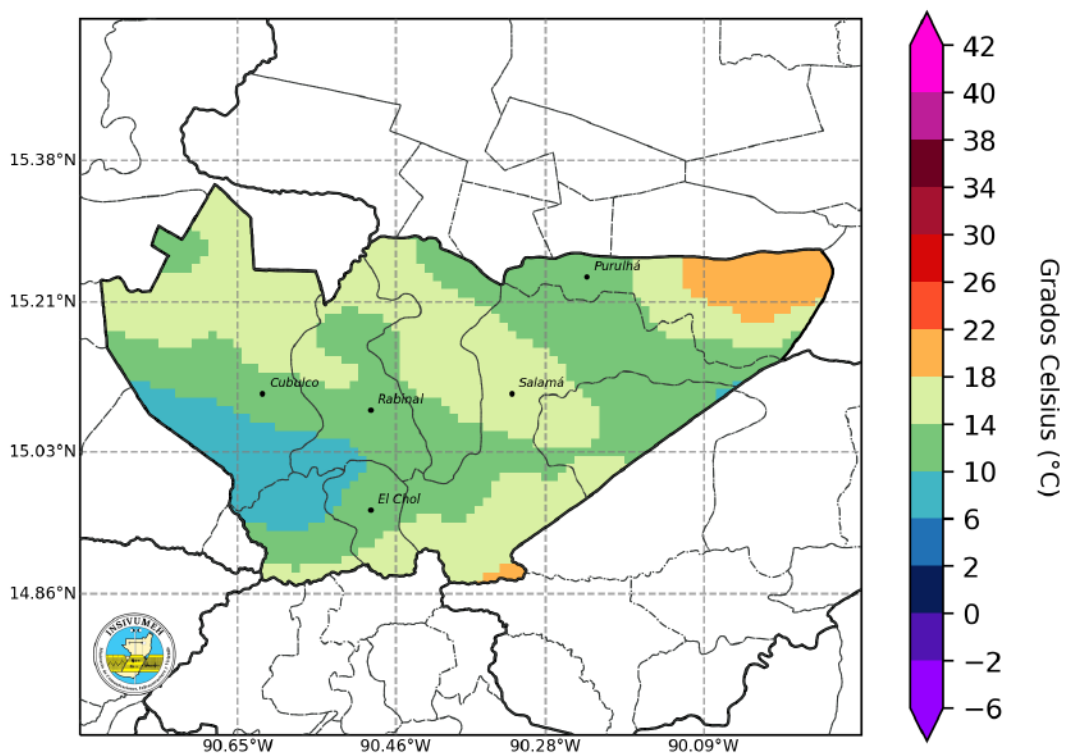 15.38°N
15.21°N
15.03°N
14.86°N
90.65°W
90.46°W
90.28°W
90.09°W
Purulhá
Cubulco
Rabinal
Salamá
El Chol
INSIVUMEH
42
40
38
34
30
26
22
18
14
10
6
2
0
−2
−6
Grados Celsius (°C)